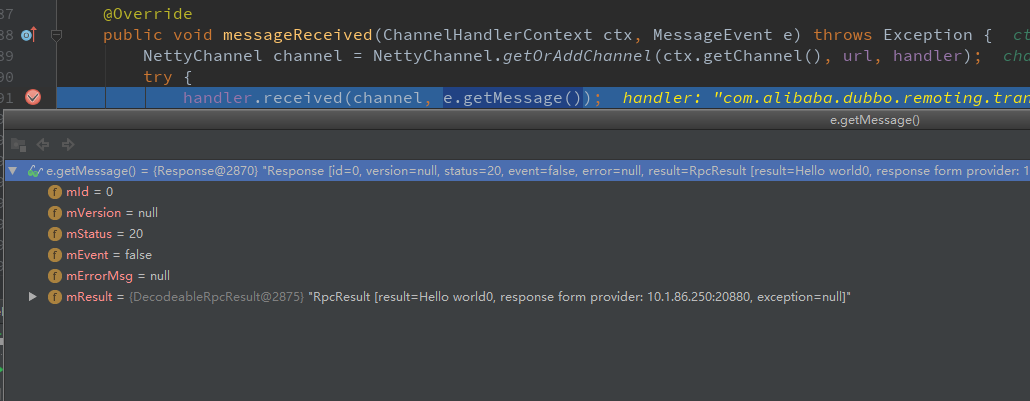 87 @Override
88 public void messageReceived(ChannelHandlerContext ctx, MessageEvent e) throws Exception { ct
89 NettyChannel channel = NettyChannel.getOrAddChannel(ctx.getChannel(), url, handler); cha
90 try {
91 handler.received(channel, e.getMessage()); handler: "com.alibaba.dubbo.remoting.tran
e.getMessage()
e.getMessage() = {Response@2870} "Response [id=0, version=null, status=20, event=false, error=null, result=RpcResult [result=Hello world0, response form provider: 1
f mId = 0
f mVersion = null
f mStatus = 20
f mEvent = false
f mErrorMsg = null
f mResult = {DecodeableRpcResult@2875} "RpcResult [result=Hello world0, response form provider: 10.1.86.250:20880, exception=null]"